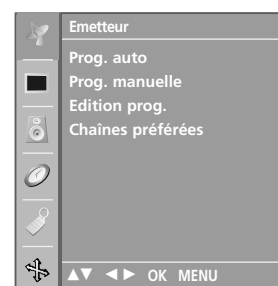 Emetteur
Prog. auto
Prog. manuelle
Edition prog.
Chaînes préférées
▲▼ ◄► OK MENU